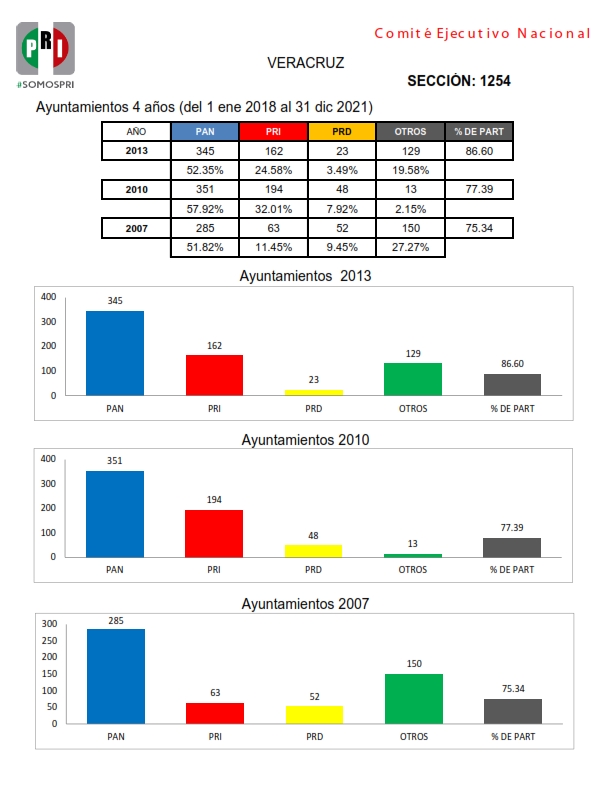 PRI
#SOMOSPRI
Comité Ejecutivo Nacional
VERACRUZ
SECCIÓN: 1254
Ayuntamientos 4 años (del 1 ene 2018 al 31 dic 2021)
AÑO PAN PRI PRD OTROS % DE PART
2013 345 162 23 129 86.60
52.35% 24.58% 3.49% 19.58%
2010 351 194 48 13 77.39
57.92% 32.01% 7.92% 2.15%
2007 285 63 52 150 75.34
51.82% 11.45% 9.45% 27.27%
Ayuntamientos 2013
400
300
200
100
0
345
162
23
129
86.60
PAN PRI PRD OTROS % DE PART
Ayuntamientos 2010
400
300
200
100
0
351
194
48
13
77.39
PAN PRI PRD OTROS % DE PART
Ayuntamientos 2007
300
250
200
150
100
50
0
285
63
52
150
75.34
PAN PRI PRD OTROS % DE PART